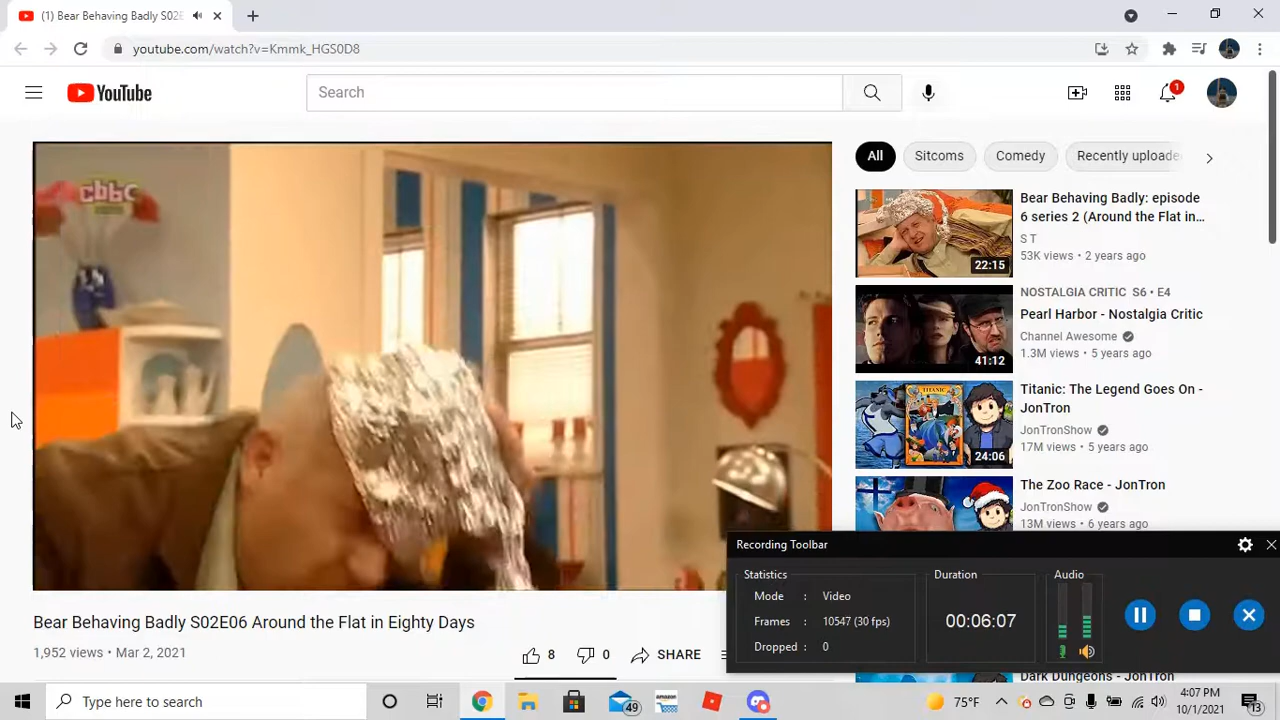 (1) Bear Behaving Badly S02E
youtube.com/watch?v=Kmmk_HGS0D8
YouTube
Search
1
cbbc
All
Sitcoms
Comedy
Recently uploade
Bear Behaving Badly: episode
6 series 2 (Around the Flat in...
S T
53K views • 2 years ago
22:15
NOSTALGIA CRITIC S6 • E4
Pearl Harbor - Nostalgia Critic
Channel Awesome
1.3M views • 5 years ago
41:12
Titanic: The Legend Goes On -
JonTron
JonTronShow
17M views • 5 years ago
TITANIC
24:06
The Zoo Race - JonTron
JonTronShow
13M views • 6 years ago
Recording Toolbar
Statistics
Mode : Video
Frames : 10547 (30 fps)
Dropped : 0
Duration
00:06:07
Audio
Dark Dungeons - JonTron
Bear Behaving Badly S02E06 Around the Flat in Eighty Days
1,952 views • Mar 2, 2021
8
0
SHARE
Type here to search
49
amazon
75°F
4:07 PM
10/1/2021
13